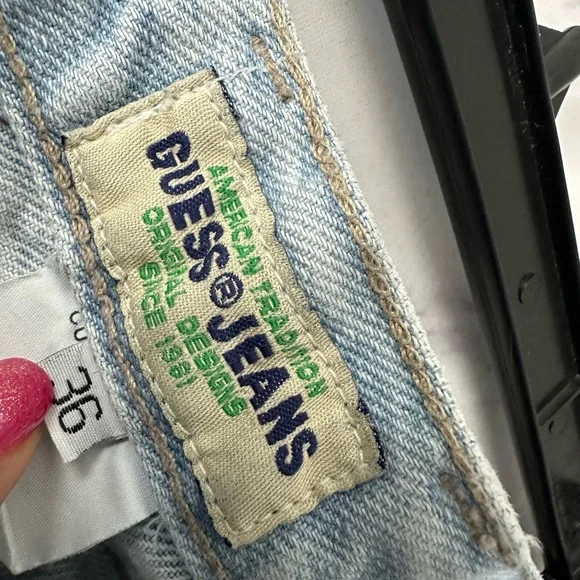 AMERICAN TRADITION
GUESS® JEANS
ORIGINAL DESIGNS
SINCE 1981
36